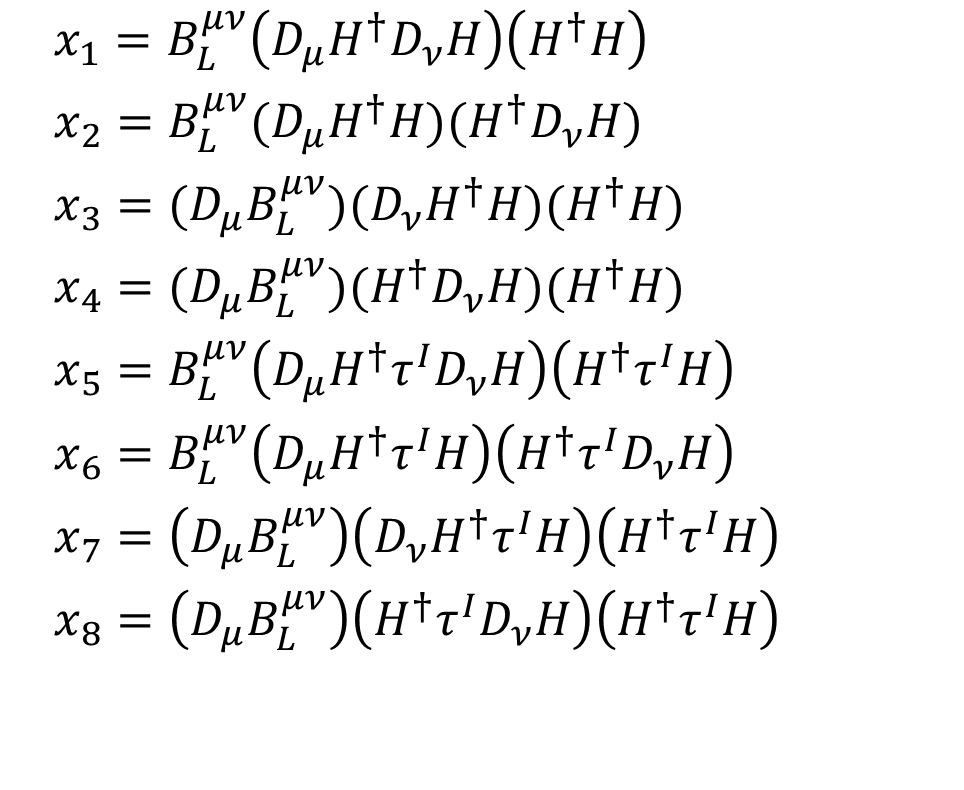 x₁ = B_L^{μν}(D_μH†D_νH)(H†H)
x₂ = B_L^{μν}(D_μH†H)(H†D_νH)
x₃ = (D_μB_L^{μν})(D_νH†H)(H†H)
x₄ = (D_μB_L^{μν})(H†D_νH)(H†H)
x₅ = B_L^{μν}(D_μH†τ^I D_νH)(H†τ^I H)
x₆ = B_L^{μν}(D_μH†τ^I H)(H†τ^I D_νH)
x₇ = (D_μB_L^{μν})(D_νH†τ^I H)(H†τ^I H)
x₈ = (D_μB_L^{μν})(H†τ^I D_νH)(H†τ^I H)